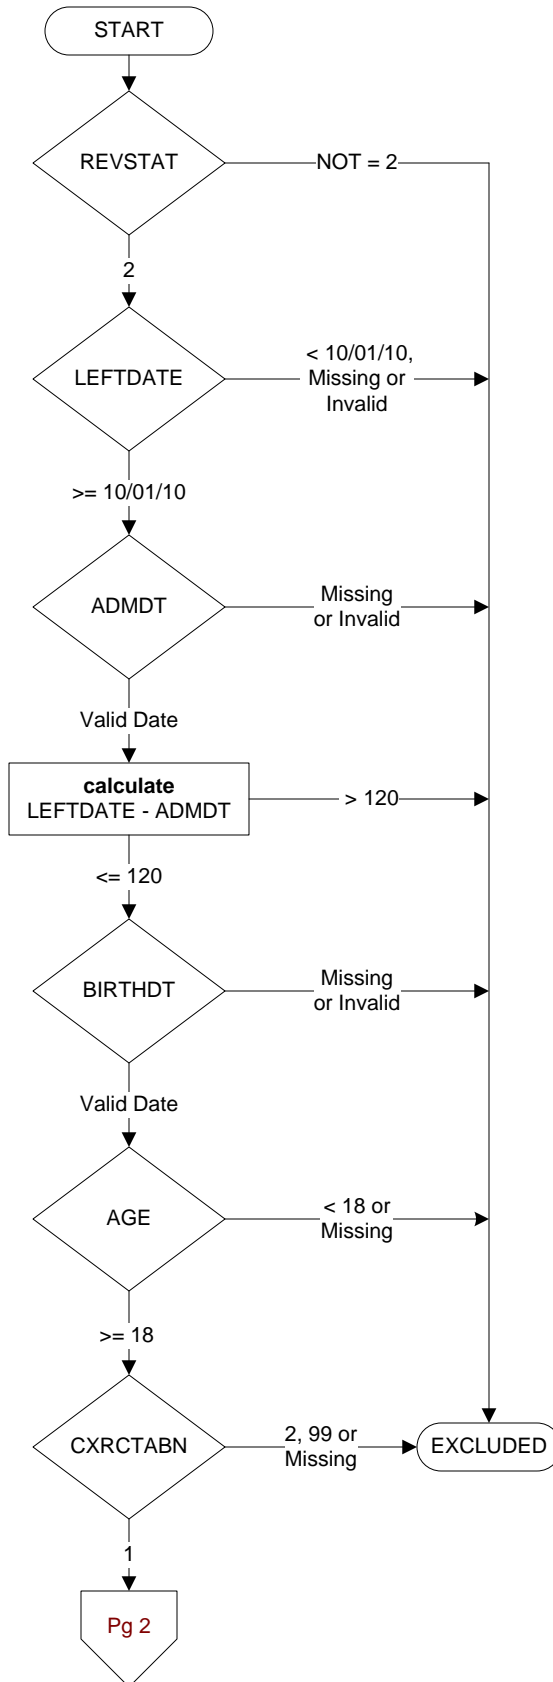 START
REVSTAT
NOT = 2
2
LEFTDATE
< 10/01/10,
Missing or
Invalid
>= 10/01/10
ADMDT
Missing
or Invalid
Valid Date
calculate
LEFTDATE - ADMDT
> 120
<= 120
BIRTHDT
Missing
or Invalid
Valid Date
AGE
< 18 or
Missing
>= 18
CXRCTABN
2, 99 or
Missing
EXCLUDED
1
Pg 2